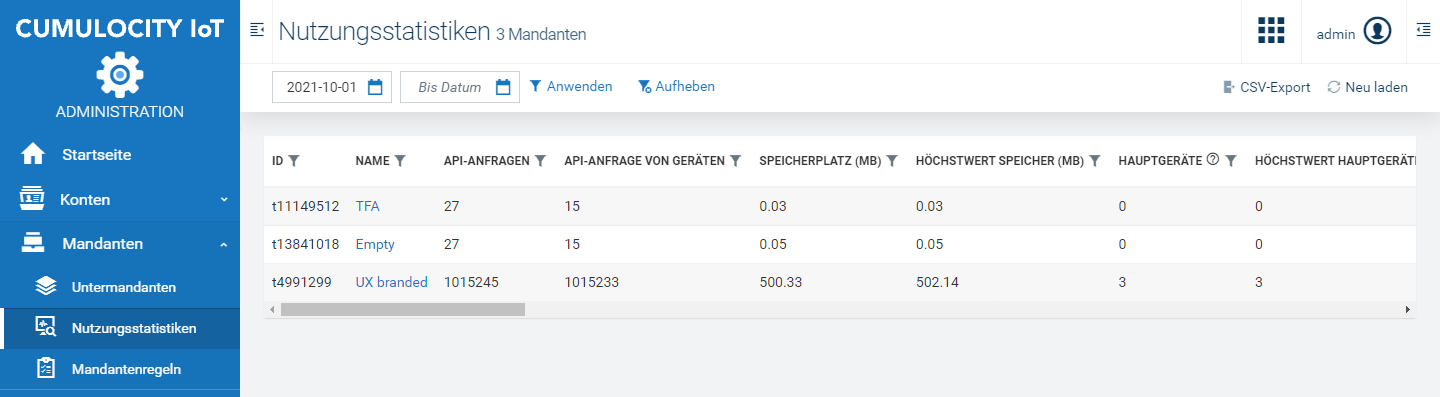 CUMULOCITY IoT
ADMINISTRATION
Startseite
Konten
Mandanten
Untermandanten
Nutzungsstatistiken
Mandantenregeln
Nutzungsstatistiken 3 Mandanten
admin
2021-10-01 Bis Datum Anwenden Aufheben CSV-Export Neu laden
ID NAME API-ANFRAGEN API-ANFRAGE VON GERÄTEN SPEICHERPLATZ (MB) HÖCHSTWERT SPEICHER (MB) HAUPTGERÄTE HÖCHSTWERT HAUPTGERÄTE
t11149512 TFA 27 15 0.03 0.03 0 0
t13841018 Empty 27 15 0.05 0.05 0 0
t4991299 UX branded 1015245 1015233 500.33 502.14 3 3